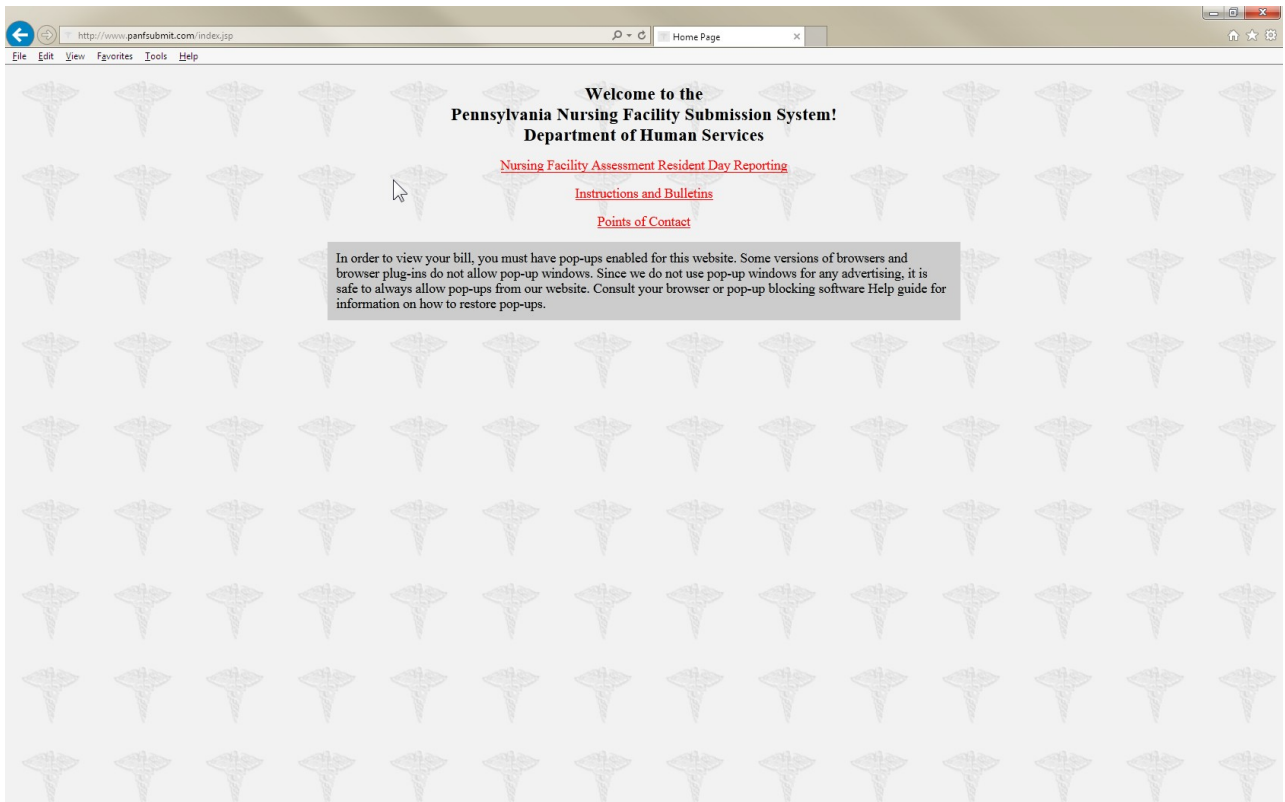 http://www.panfsubmit.com/index.jsp
Home Page
File Edit View Favorites Tools Help
Welcome to the
Pennsylvania Nursing Facility Submission System!
Department of Human Services
Nursing Facility Assessment Resident Day Reporting
Instructions and Bulletins
Points of Contact
In order to view your bill, you must have pop-ups enabled for this website. Some versions of browsers and
browser plug-ins do not allow pop-up windows. Since we do not use pop-up windows for any advertising, it is
safe to always allow pop-ups from our website. Consult your browser or pop-up blocking software Help guide for
information on how to restore pop-ups.